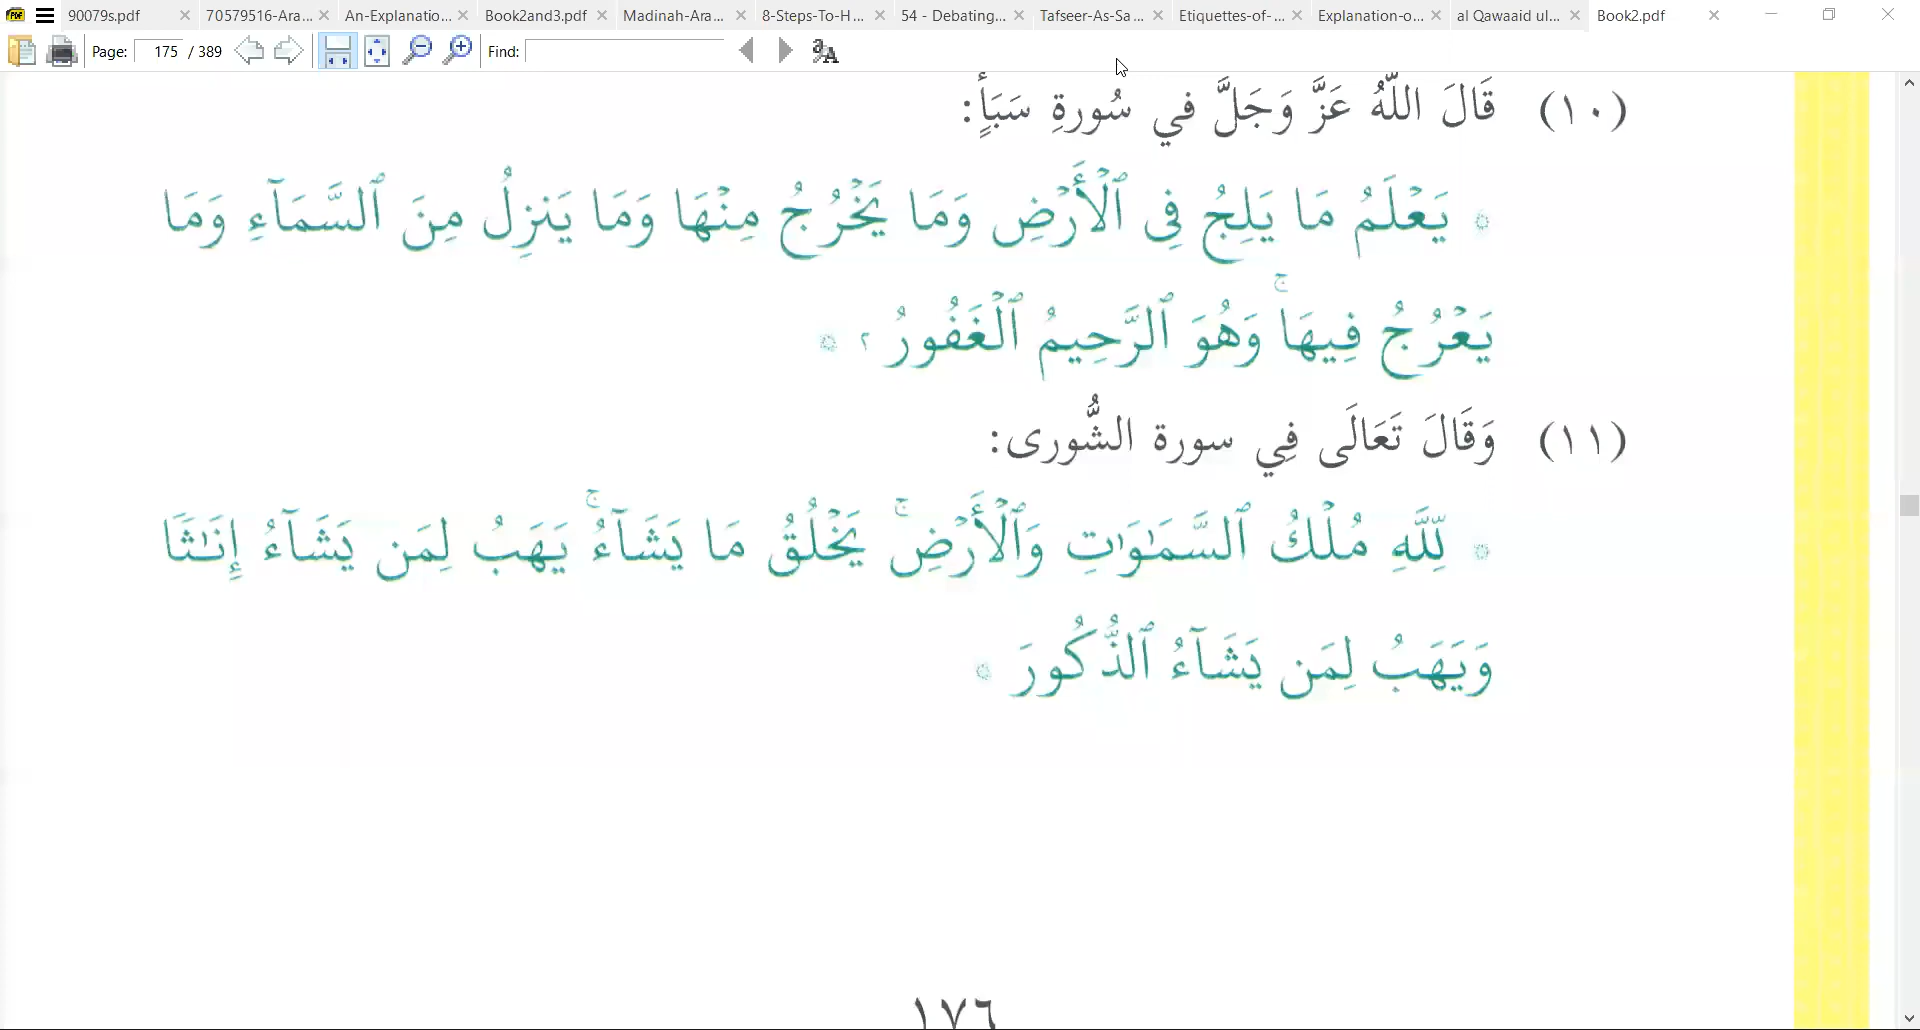 90079s.pdf 70579516-Ara... An-Explanatio... Book2and3.pdf Madinah-Ara... 8-Steps-To-H... 54 - Debating... Tafseer-As-Sa... Etiquettes-of-... Explanation-o... al Qawaaid ul... Book2.pdf
Page: 175 / 389 Find:
(١٠) قَالَ اللَّهُ عَزَّ وَجَلَّ في سُورةِ سَبَأٍ:
يَعْلَمُ مَا يَلِجُ فِى ٱلْأَرْضِ وَمَا يَخْرُجُ مِنْهَا وَمَا يَنزِلُ مِنَ ٱلسَّمَآءِ وَمَا
يَعْرُجُ فِيهَا ۚ وَهُوَ ٱلرَّحِيمُ ٱلْغَفُورُ ٢
(١١) وَقَالَ تَعَالَى فِي سورة الشُّورى:
لِلَّهِ مُلْكُ ٱلسَّمَٰوَٰتِ وَٱلْأَرْضِ ۚ يَخْلُقُ مَا يَشَآءُ ۚ يَهَبُ لِمَن يَشَآءُ إِنَٰثًا
وَيَهَبُ لِمَن يَشَآءُ ٱلذُّكُورَ
١٧٦